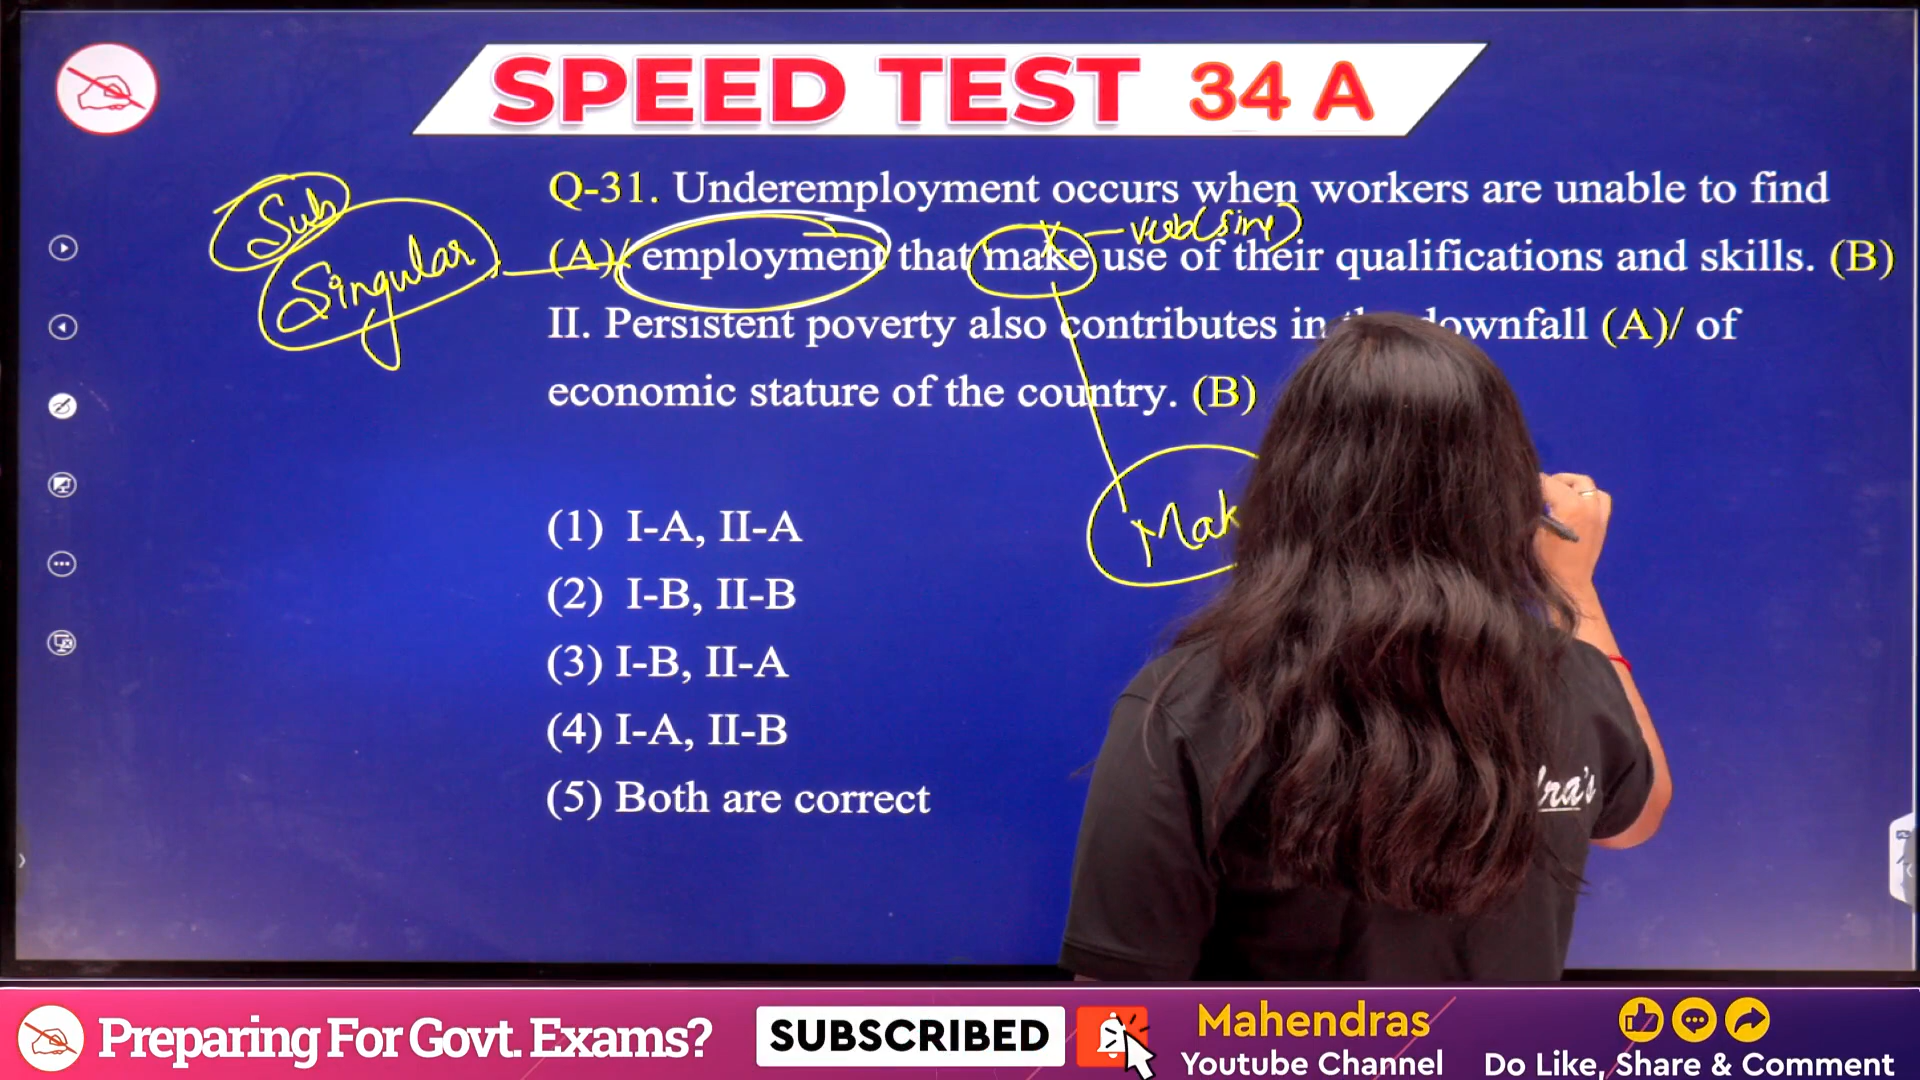 SPEED TEST 34 A
Q-31. Underemployment occurs when workers are unable to find
(A)/ employment that make use of their qualifications and skills. (B)
II. Persistent poverty also contributes in downfall (A)/ of
economic stature of the country. (B)
Sub
Singular
verb (sing)
Mak
(1) I-A, II-A
(2) I-B, II-B
(3) I-B, II-A
(4) I-A, II-B
(5) Both are correct
dra's
Preparing For Govt. Exams?
SUBSCRIBED
Mahendras
Youtube Channel
Do Like, Share & Comment